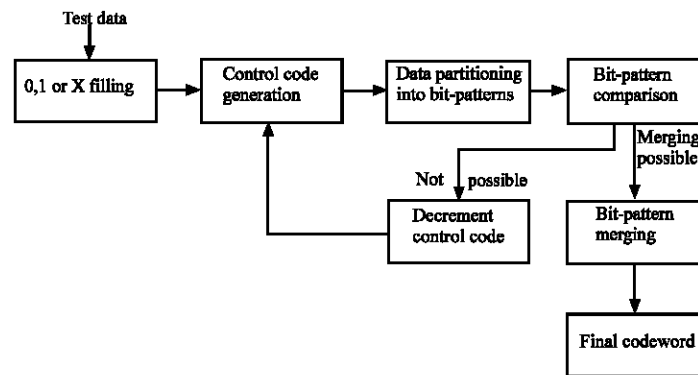 Test data
0,1 or X filling
Control code
generation
Data partitioning
into bit-patterns
Bit-pattern
comparison
Merging
possible
Not possible
Decrement
control code
Bit-pattern
merging
Final codeword